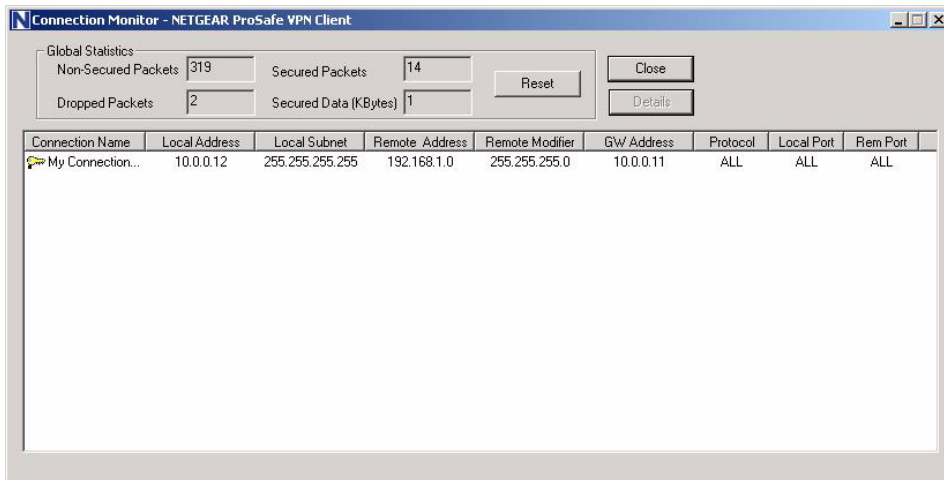 Connection Monitor - NETGEAR ProSafe VPN Client
Global Statistics
Non-Secured Packets 319 Secured Packets 14
Reset
Close
Dropped Packets 2 Secured Data (KBytes) 1
Details
Connection Name Local Address Local Subnet Remote Address Remote Modifier GW Address Protocol Local Port Rem Port
My Connection... 10.0.0.12 255.255.255.255 192.168.1.0 255.255.255.0 10.0.0.11 ALL ALL ALL